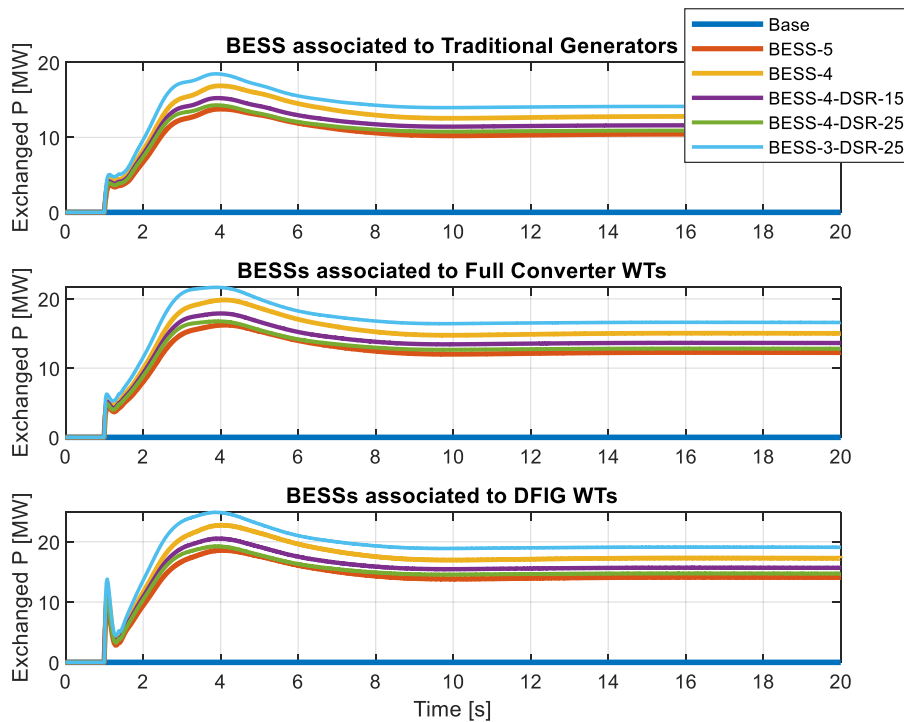 BESS associated to Traditional Generators
Exchanged P [MW]
20
10
0
0 2 4 6 8 10 12 14 16 18 20
Base
BESS-5
BESS-4
BESS-4-DSR-15
BESS-4-DSR-25
BESS-3-DSR-25
BESSs associated to Full Converter WTs
Exchanged P [MW]
20
10
0
0 2 4 6 8 10 12 14 16 18 20
BESSs associated to DFIG WTs
Exchanged P [MW]
20
10
0
0 2 4 6 8 10 12 14 16 18 20
Time [s]